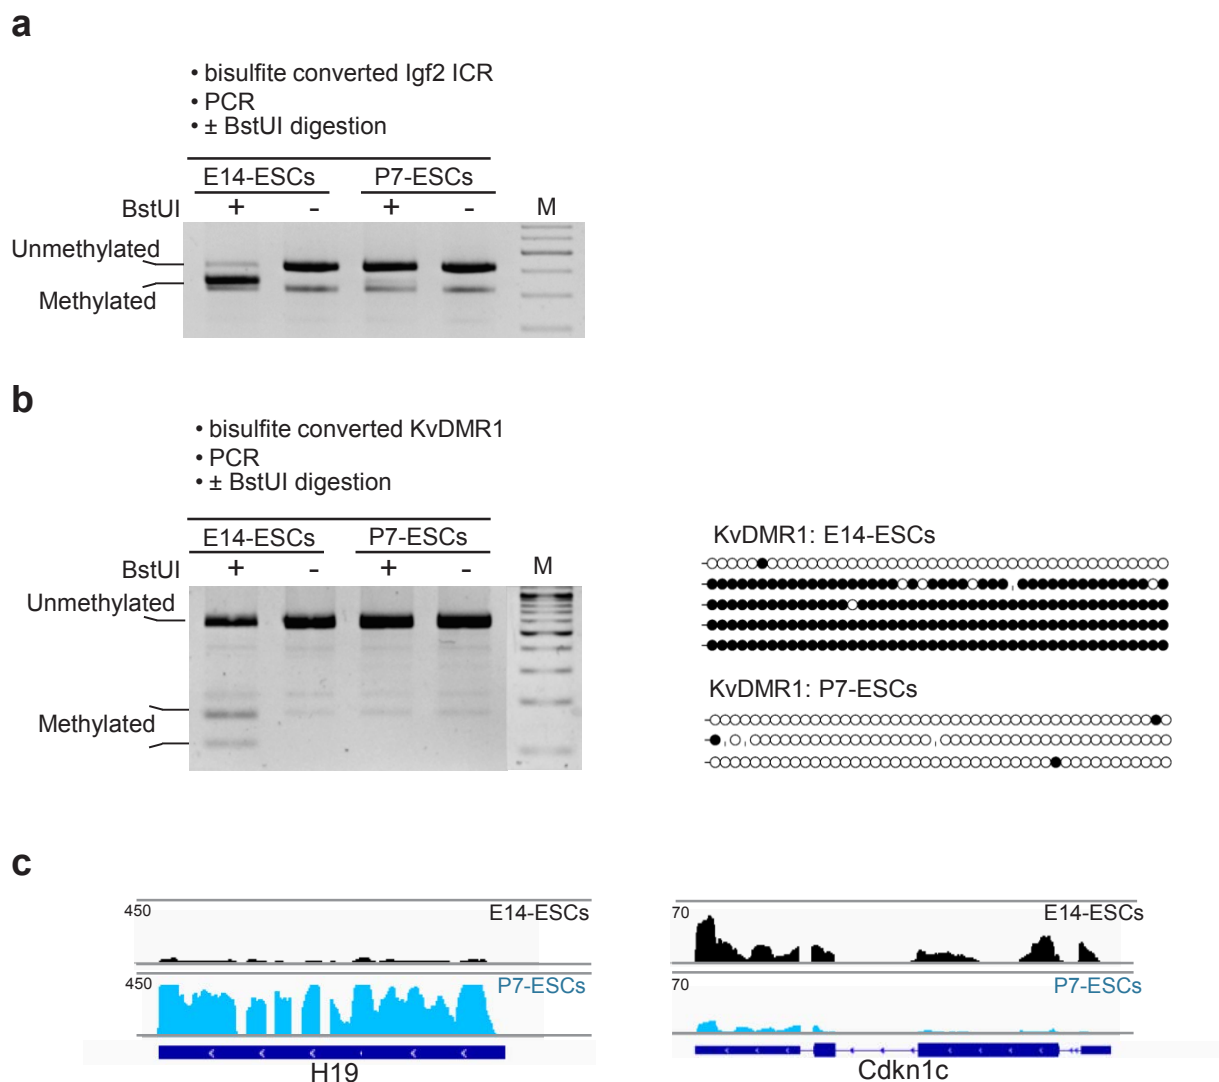 a
• bisulfite converted Igf2 ICR
• PCR
• ± BstUI digestion
E14-ESCs P7-ESCs
BstUI + - + - M
Unmethylated
Methylated
b
• bisulfite converted KvDMR1
• PCR
• ± BstUI digestion
E14-ESCs P7-ESCs
BstUI + - + - M
Unmethylated
Methylated
KvDMR1: E14-ESCs
KvDMR1: P7-ESCs
c
450 E14-ESCs
450 P7-ESCs
H19
70 E14-ESCs
70 P7-ESCs
Cdkn1c